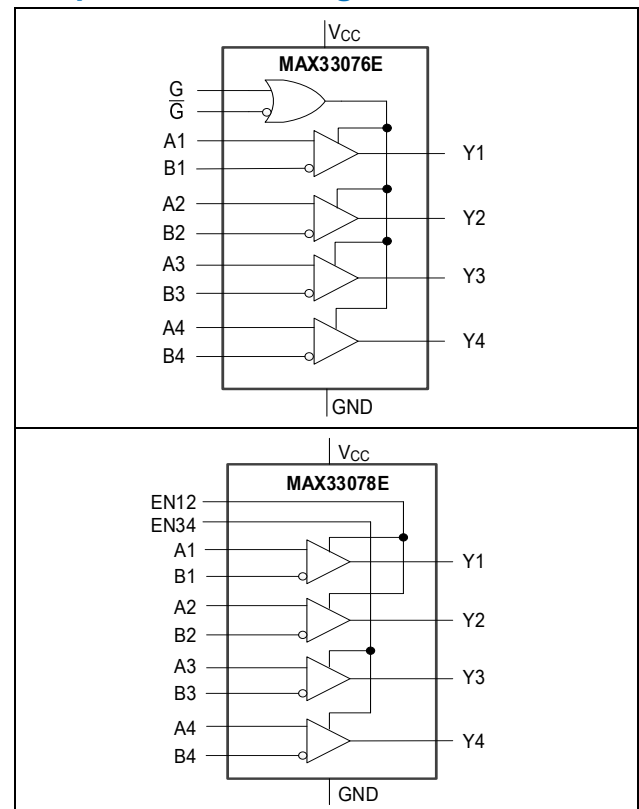 VCC
MAX33076E
G
G̅
A1
B1
Y1
A2
B2
Y2
A3
B3
Y3
A4
B4
Y4
GND
VCC
MAX33078E
EN12
EN34
A1
B1
Y1
A2
B2
Y2
A3
B3
Y3
A4
B4
Y4
GND